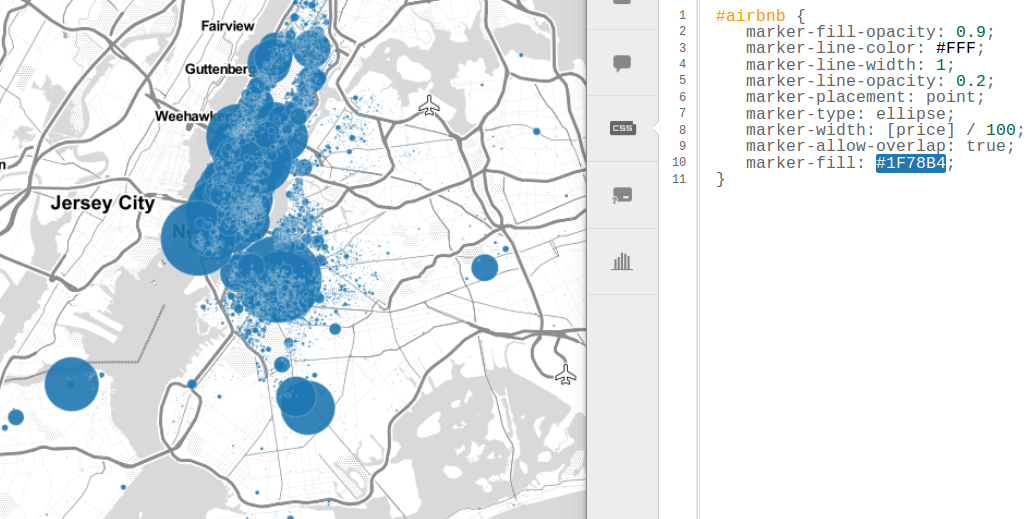 Fairview
Guttenberg
Weehawke
Jersey City
Ne
n
CSS
1 #airbnb {
2 marker-fill-opacity: 0.9;
3 marker-line-color: #FFF;
4 marker-line-width: 1;
5 marker-line-opacity: 0.2;
6 marker-placement: point;
7 marker-type: ellipse;
8 marker-width: [price] / 100;
9 marker-allow-overlap: true;
10 marker-fill: #1F78B4;
11 }